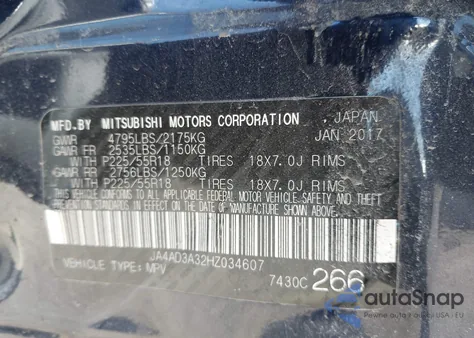 MFD.BY MITSUBISHI MOTORS CORPORATION JAPAN
GVWR 4795LBS/2175KG JAN 2017
GAWR FR 2535LBS/1150KG
WITH P225/55R18 TIRES 18X7.0J RIMS
GAWR RR 2756LBS/1250KG
WITH P225/55R18 TIRES 18X7.0J RIMS
THIS VEHICLE CONFORMS TO ALL APPLICABLE FEDERAL MOTOR VEHICLE SAFETY AND THEFT PREVENTION
STANDARDS IN EFFECT ON THE DATE OF MANUFACTURE SHOWN ABOVE.
JA4AD3A32HZ034607
VEHICLE TYPE: MPV 7430C 266
autoSnap
www.autosnap.com